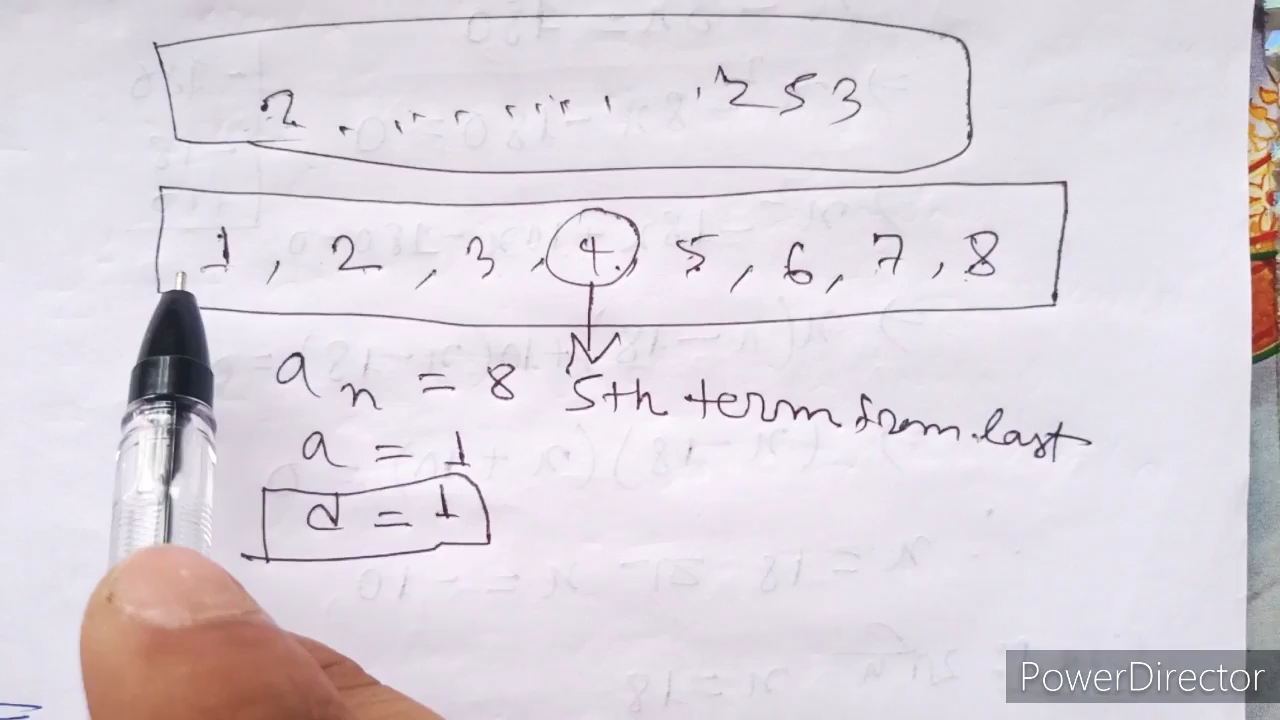 2 ............. 253
1, 2, 3, 4, 5, 6, 7, 8
aₙ = 8 5th term from last
a = 1
d = 1
PowerDirector